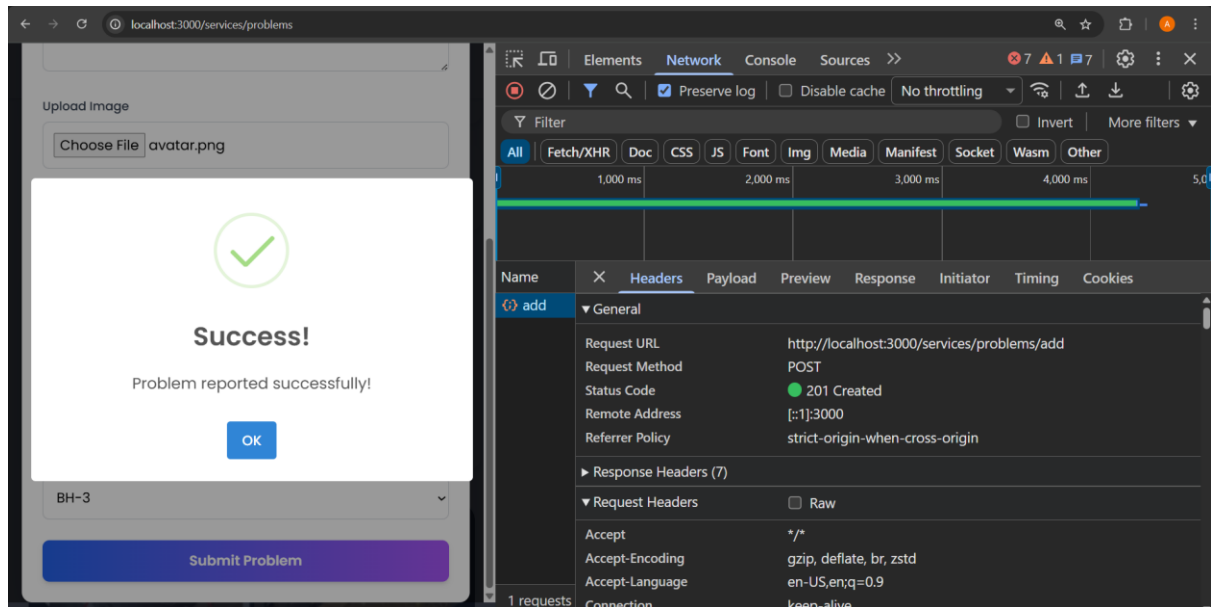 localhost:3000/services/problems
A
Upload Image
Choose File avatar.png
Success!
Problem reported successfully!
OK
BH-3
Submit Problem
Elements Network Console Sources 7 1 7
Preserve log Disable cache No throttling
Filter Invert More filters
All Fetch/XHR Doc CSS JS Font Img Media Manifest Socket Wasm Other
1,000 ms 2,000 ms 3,000 ms 4,000 ms 5,0
Name Headers Payload Preview Response Initiator Timing Cookies
add
General
Request URL http://localhost:3000/services/problems/add
Request Method POST
Status Code 201 Created
Remote Address [::1]:3000
Referrer Policy strict-origin-when-cross-origin
Response Headers (7)
Request Headers Raw
Accept */*
Accept-Encoding gzip, deflate, br, zstd
Accept-Language en-US,en;q=0.9
Connection keep-alive
1 requests